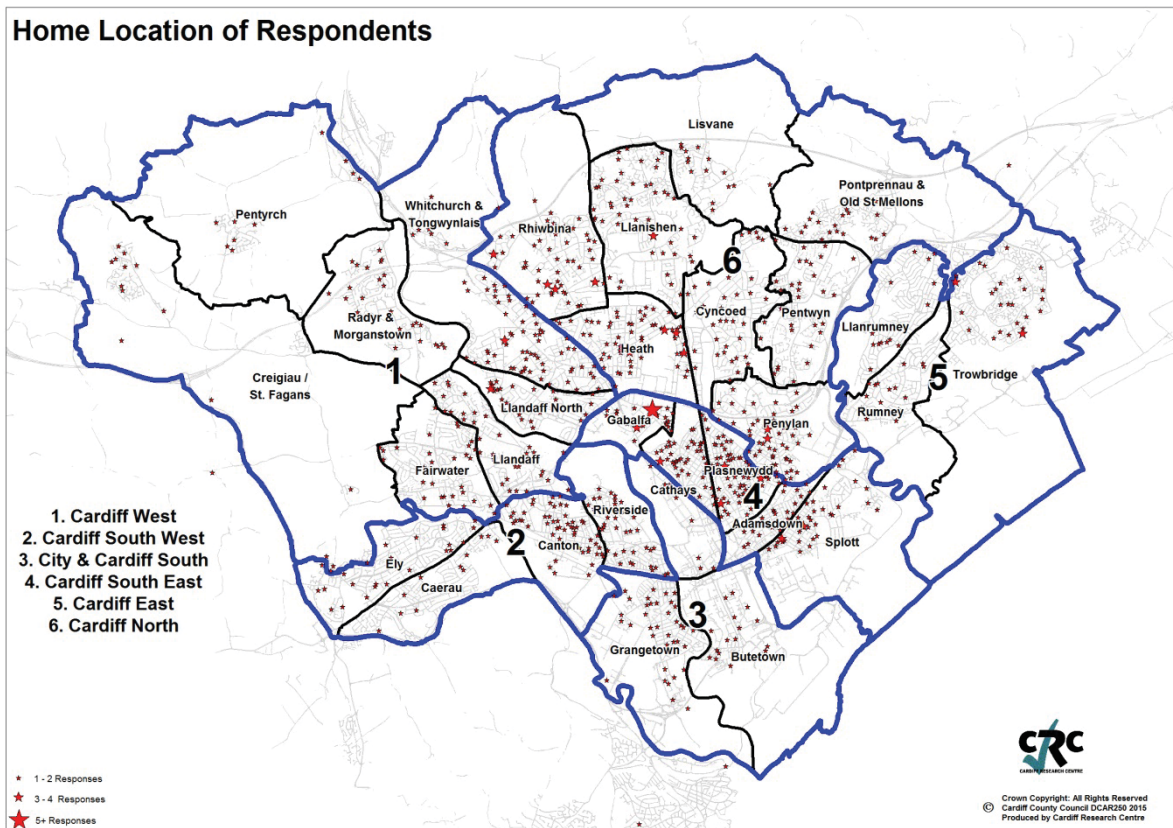 Home Location of Respondents
Lisvane
Pontprennau &
Old St Mellons
Pentyrch
Whitchurch &
Tongwynlais
Rhiwbina
Llanishen
6
Radyr &
Morganstown
Cyncoed
Pentwyn
Llanrumney
Heath
1
5
Trowbridge
Creigiau /
St. Fagans
Llandaff North
Gabalfa
Penylan
Rumney
Fairwater
Llandaff
Plasnewydd
Cathays
4
Riverside
Adamsdown
Splott
2
Canton
Ely
Caerau
3
Grangetown
Butetown
1. Cardiff West
2. Cardiff South West
3. City & Cardiff South
4. Cardiff South East
5. Cardiff East
6. Cardiff North
1 - 2 Responses
3 - 4 Responses
5+ Responses
CRC
CARDIFF RESEARCH CENTRE
Crown Copyright: All Rights Reserved
© Cardiff County Council DCAR250 2015
Produced by Cardiff Research Centre